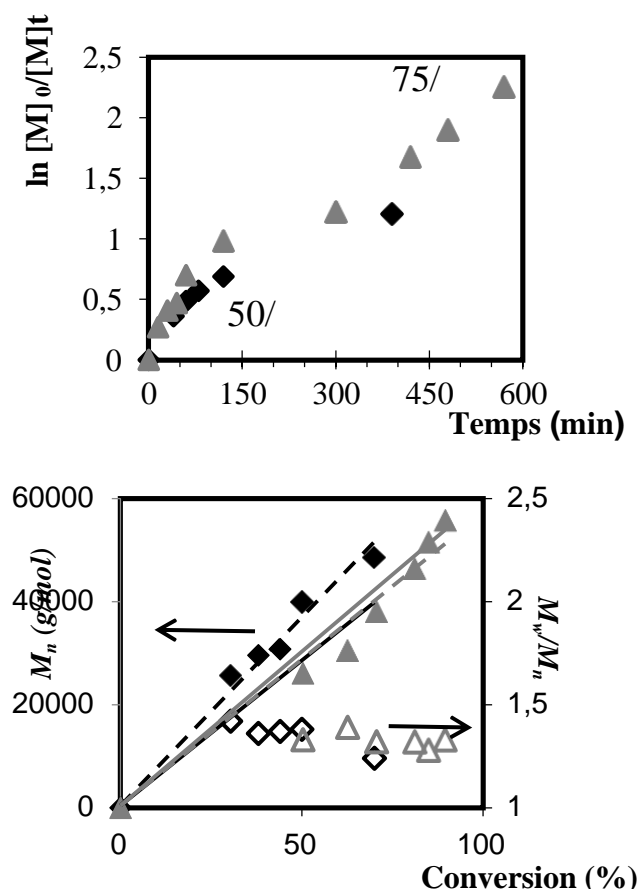 ln [M]₀/[M]t
2,5
2
1,5
1
0,5
0
75/
50/
0 150 300 450 600
Temps (min)
Mn (g/mol)
60000
40000
20000
0
2,5
2
1,5
1
Mw/Mn
0 50 100
Conversion (%)